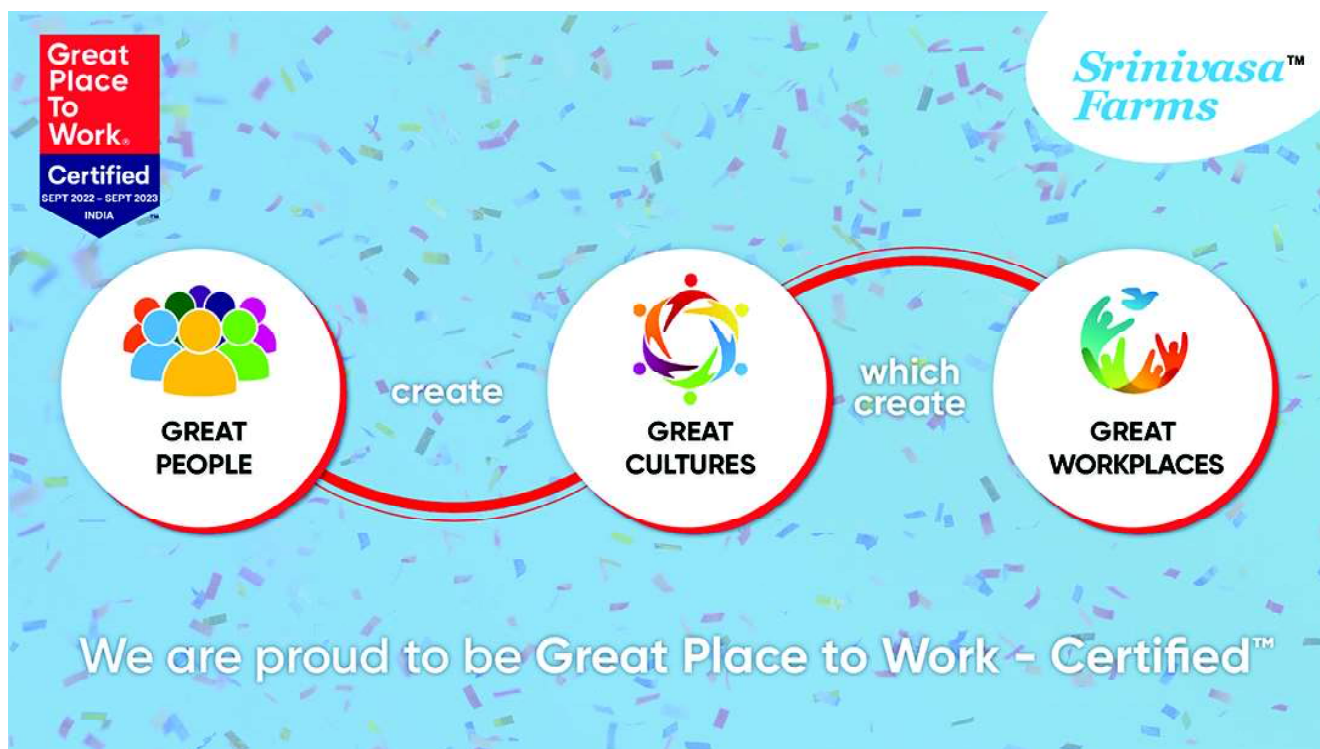 Great
Place
To
Work®
Certified
SEPT 2022 – SEPT 2023
INDIA ™
Srinivasa™
Farms
GREAT
PEOPLE
create
GREAT
CULTURES
which
create
GREAT
WORKPLACES
We are proud to be Great Place to Work – Certified™